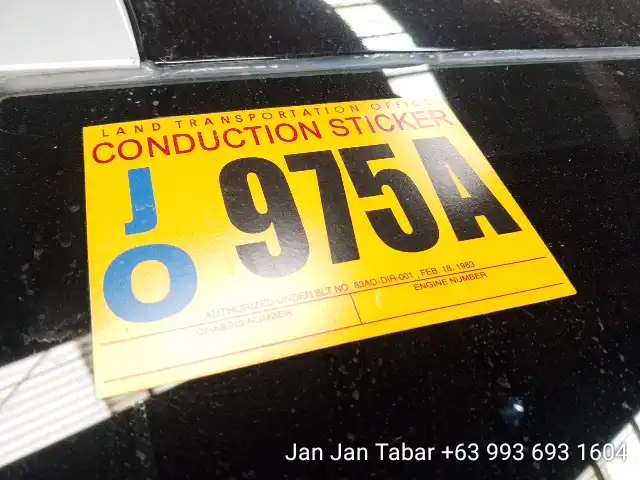 LAND TRANSPORTATION OFFICE
CONDUCTION STICKER
J
O
975A
AUTHORIZED UNDER BLT NO. 83AO-DIR-001, FEB. 18, 1983
CHASSIS NUMBER
ENGINE NUMBER
Jan Jan Tabar +63 993 693 1604